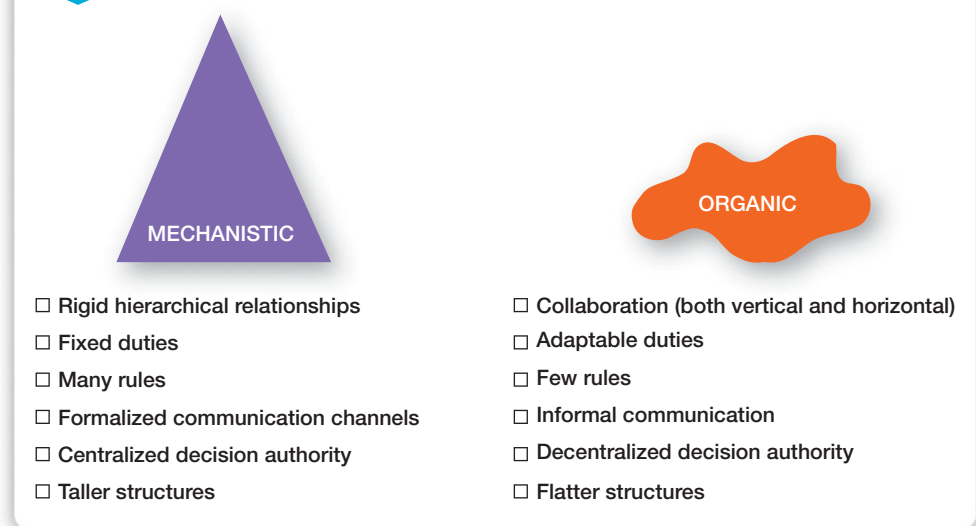 MECHANISTIC
☐ Rigid hierarchical relationships
☐ Fixed duties
☐ Many rules
☐ Formalized communication channels
☐ Centralized decision authority
☐ Taller structures
ORGANIC
☐ Collaboration (both vertical and horizontal)
☐ Adaptable duties
☐ Few rules
☐ Informal communication
☐ Decentralized decision authority
☐ Flatter structures